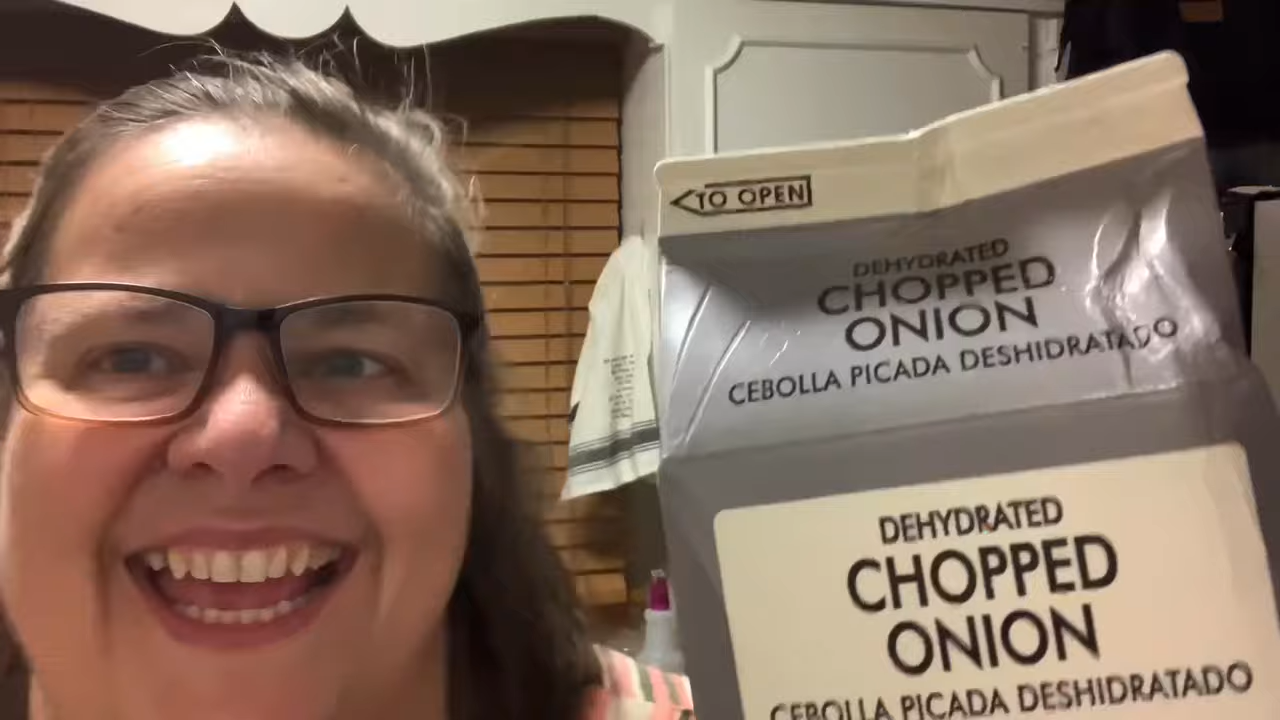 TO OPEN
DEHYDRATED
CHOPPED
ONION
CEBOLLA PICADA DESHIDRATADO
DEHYDRATED
CHOPPED
ONION
CEBOLLA PICADA DESHIDRATADO